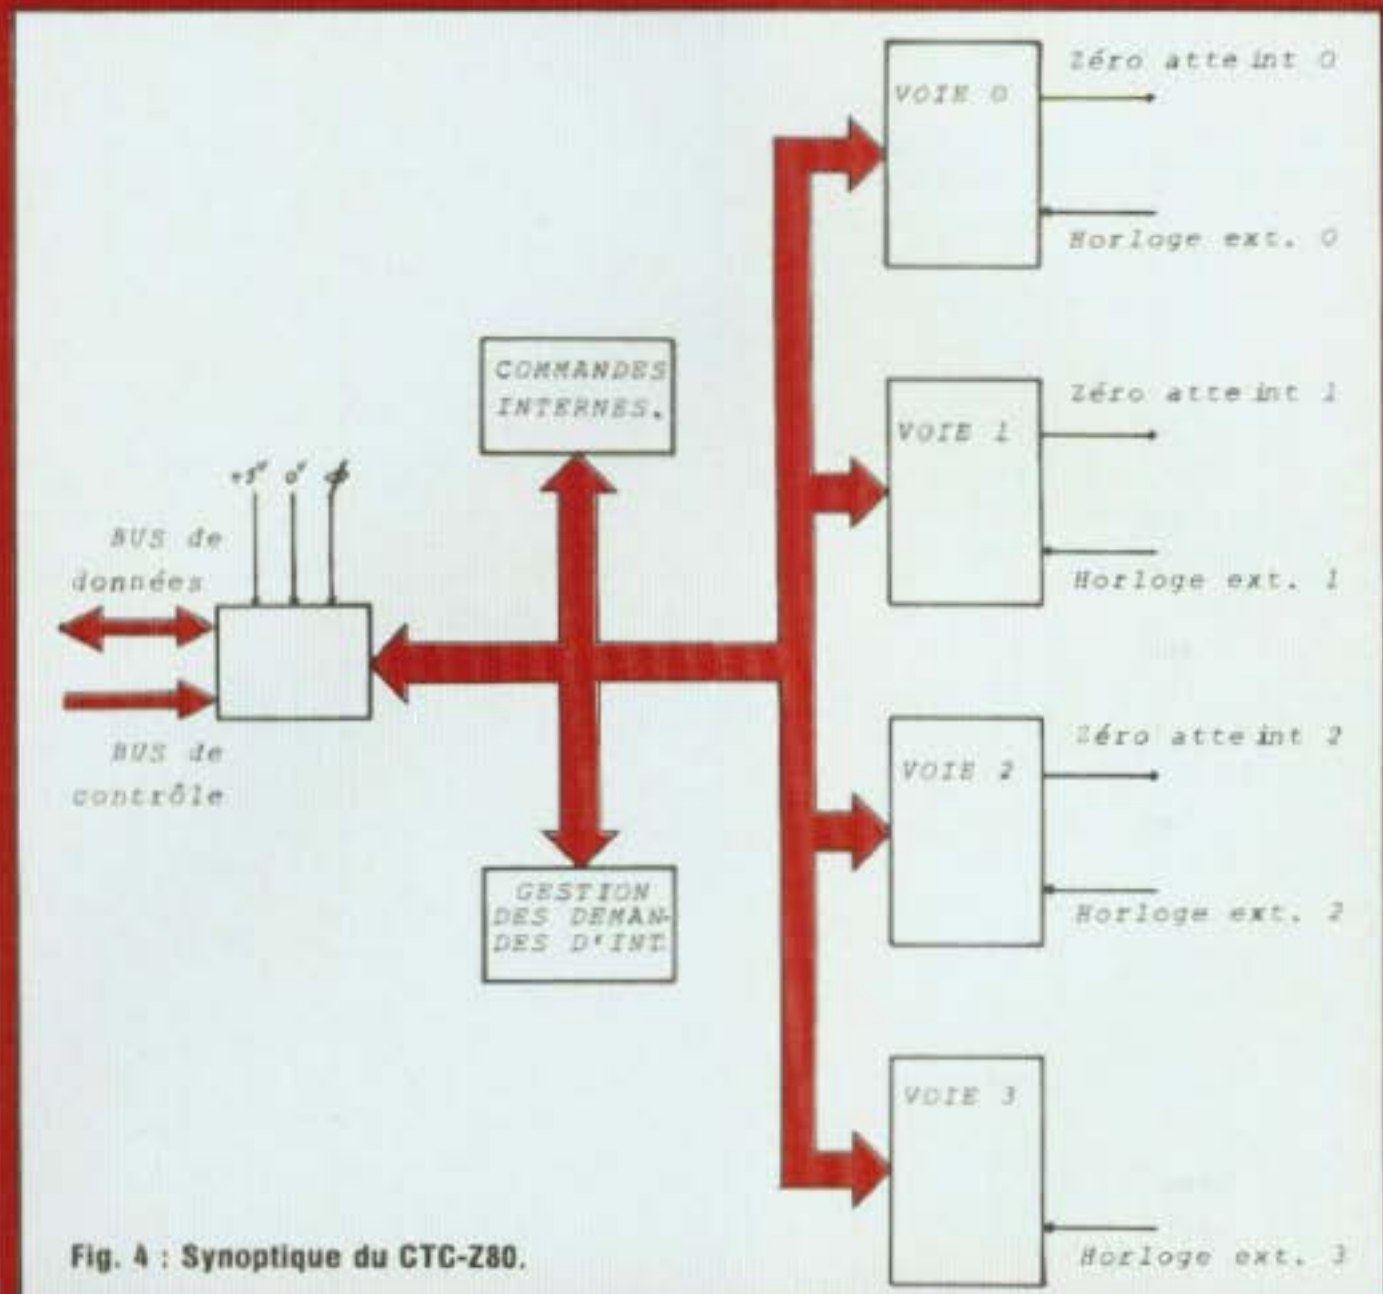 VOIE 0
Zéro atteint 0
Horloge ext. 0
COMMANDES
INTERNES.
VOIE 1
Zéro atteint 1
Horloge ext. 1
+5V 0V ϕ
BUS de
données
BUS de
contrôle
VOIE 2
Zéro atteint 2
Horloge ext. 2
GESTION
DES DEMAN-
DES D'INT.
VOIE 3
Horloge ext. 3
Fig. 4 : Synoptique du CTC-Z80.